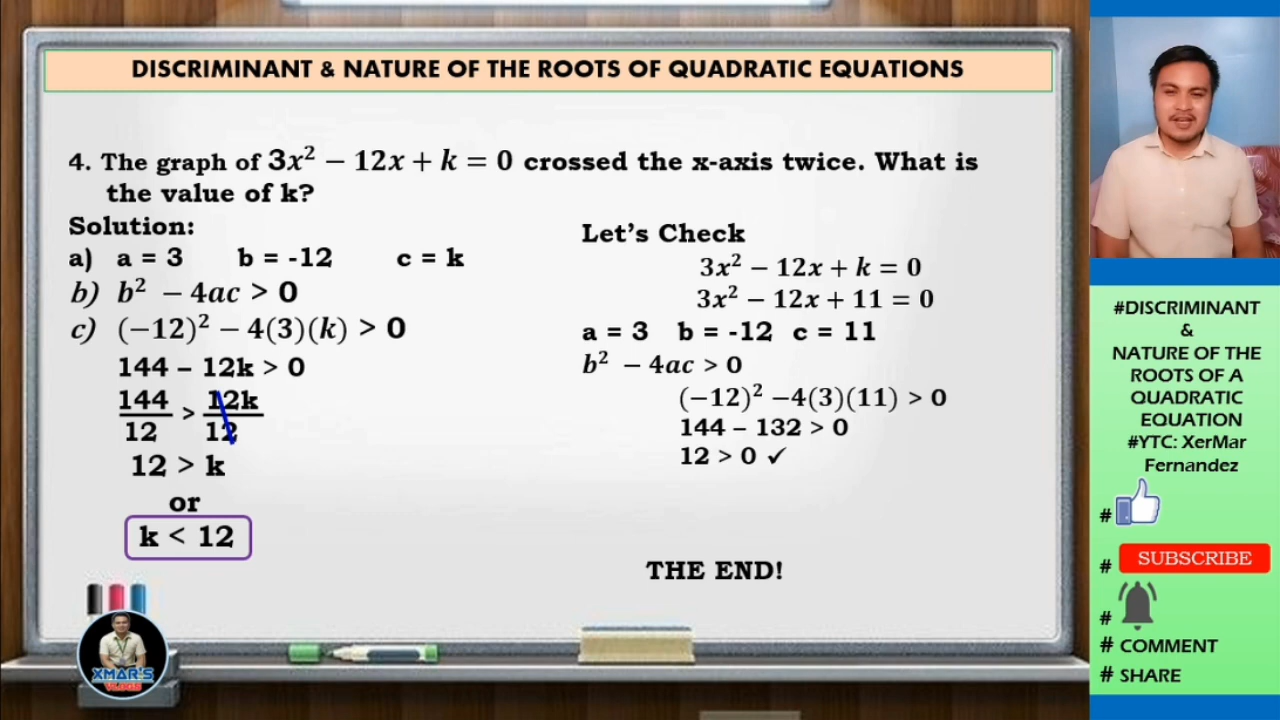 DISCRIMINANT & NATURE OF THE ROOTS OF QUADRATIC EQUATIONS
4. The graph of 3x² − 12x + k = 0 crossed the x-axis twice. What is
the value of k?
Solution:
a) a = 3 b = -12 c = k
b) b² − 4ac > 0
c) (−12)² − 4(3)(k) > 0
144 – 12k > 0
144/12 > 12k/12
12 > k
or
k < 12
Let’s Check
3x² − 12x + k = 0
3x² − 12x + 11 = 0
a = 3 b = -12 c = 11
b² − 4ac > 0
(−12)² −4(3)(11) > 0
144 – 132 > 0
12 > 0 ✓
THE END!
XMAR'S
VLOGS
#DISCRIMINANT
&
NATURE OF THE
ROOTS OF A
QUADRATIC
EQUATION
#YTC: XerMar
Fernandez
#
# SUBSCRIBE
#
# COMMENT
# SHARE